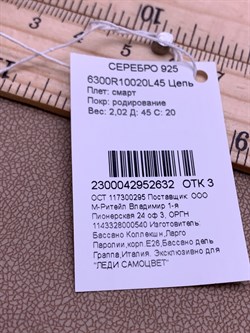 СЕРЕБРО 925
6300R10020L45 Цепь
Плет: смарт
Покр: родирование
Вес: 2,02 Д: 45 С: 20
2300042952632 ОТК 3
ОСТ 117300295 Поставщик: ООО
М-Ритейл Владимир 1-я
Пионерская 24 оф 3, ОРГН
1143328000540 Изготовитель:
Бассано Коллекшн,Ларго
Паролии,корп.Е26,Бассано дель
Граппа,Италия. Эксклюзивно для
"ЛЕДИ САМОЦВЕТ"